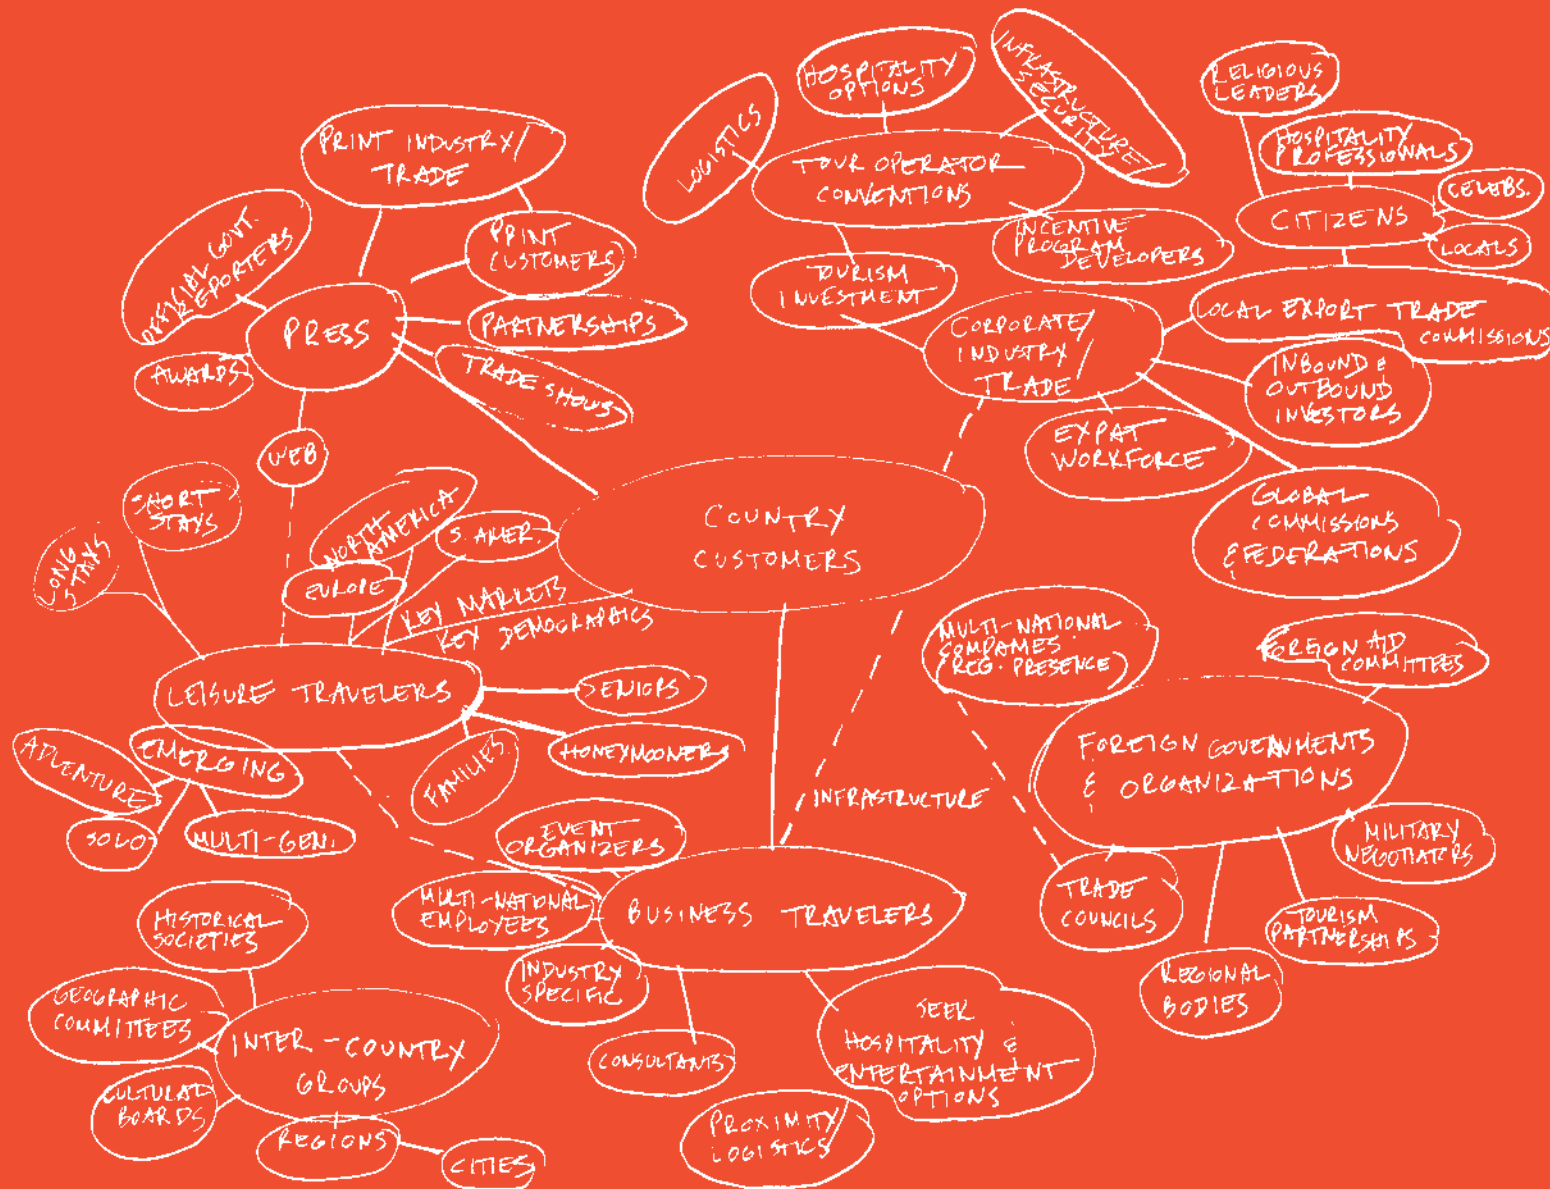 HOSPITALITY
OPTIONS
INFRASTRUCTURE/
SECURITY
RELIGIOUS
LEADERS
LOGISTICS
PRINT INDUSTRY/
TRADE
TOUR OPERATOR
CONVENTIONS
HOSPITALITY
PROFESSIONALS
CELEBS.
CITIZENS
LOCALS
OFFICIAL GOVT.
REPORTERS
PRINT
CUSTOMERS
INCENTIVE
PROGRAM
DEVELOPERS
TOURISM
INVESTMENT
PRESS
PARTNERSHIPS
CORPORATE/
INDUSTRY/
TRADE
LOCAL EXPORT TRADE
COMMISSIONS
AWARDS
TRADE SHOWS
INBOUND &
OUTBOUND
INVESTORS
WEB
EXPAT
WORKFORCE
SHORT
STAYS
LONG
STAYS
NORTH
AMERICA
S. AMER.
EUROPE
COUNTRY
CUSTOMERS
GLOBAL
COMMISSIONS
& FEDERATIONS
KEY MARKETS
KEY DEMOGRAPHICS
MULTI-NATIONAL
COMPANIES
REG. PRESENCE
FOREIGN AID
COMMITTEES
LEISURE TRAVELERS
SENIORS
HONEYMOONERS
FAMILIES
EMERGING
ADVENTURE
SOLO
MULTI-GEN.
FOREIGN GOVERNMENTS
& ORGANIZATIONS
INFRASTRUCTURE
EVENT
ORGANIZERS
MILITARY
NEGOTIATORS
MULTI-NATIONAL
EMPLOYEES
BUSINESS TRAVELERS
TRADE
COUNCILS
TOURISM
PARTNERSHIPS
HISTORICAL
SOCIETIES
INDUSTRY
SPECIFIC
REGIONAL
BODIES
GEOGRAPHIC
COMMITTEES
INTER-COUNTRY
GROUPS
CONSULTANTS
SEEK
HOSPITALITY &
ENTERTAINMENT
OPTIONS
CULTURAL
BOARDS
REGIONS
CITIES
PROXIMITY/
LOGISTICS